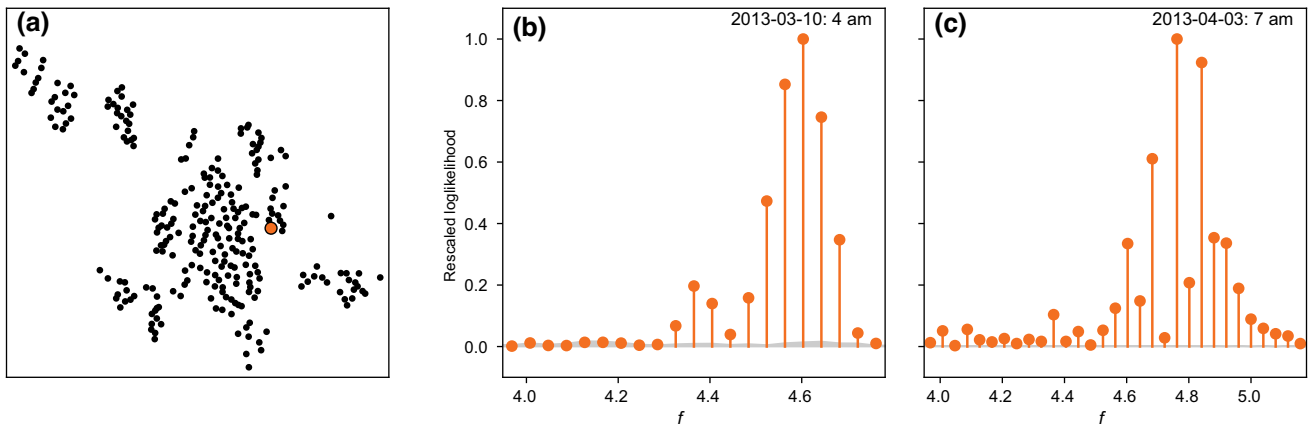 (a)
(b)
2013-03-10: 4 am
Rescaled loglikelihood
1.0
0.8
0.6
0.4
0.2
0.0
4.0 4.2 4.4 4.6
f
(c)
2013-04-03: 7 am
4.0 4.2 4.4 4.6 4.8 5.0
f